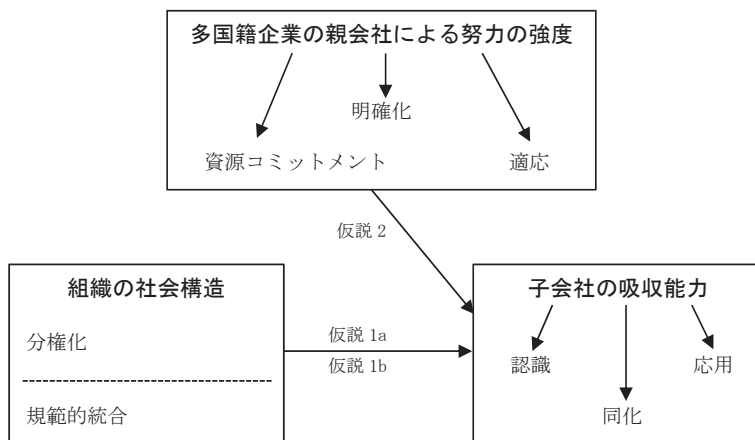 多国籍企業の親会社による努力の強度
明確化
資源コミットメント
適応
仮説 2
組織の社会構造
分権化
規範的統合
仮説 1a
仮説 1b
子会社の吸収能力
認識
応用
同化